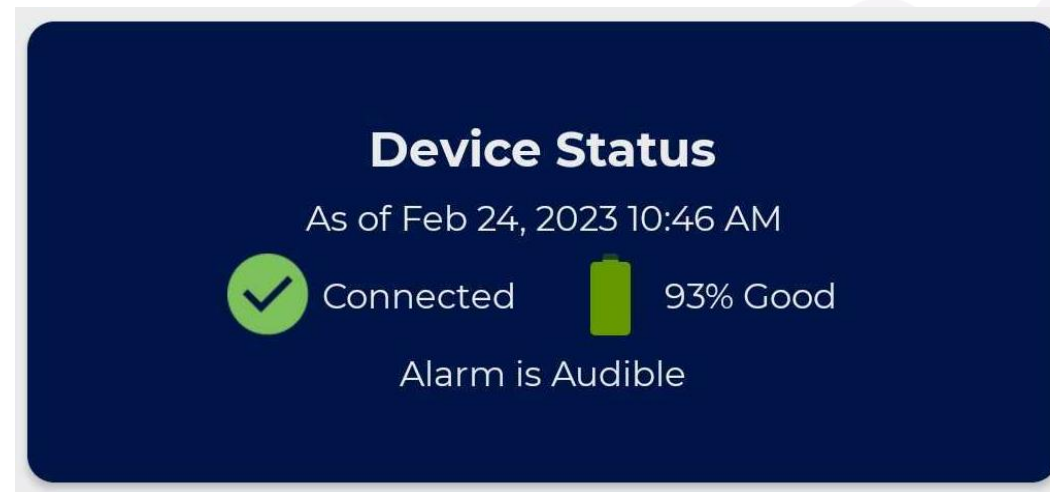 Device Status
As of Feb 24, 2023 10:46 AM
Connected 93% Good
Alarm is Audible